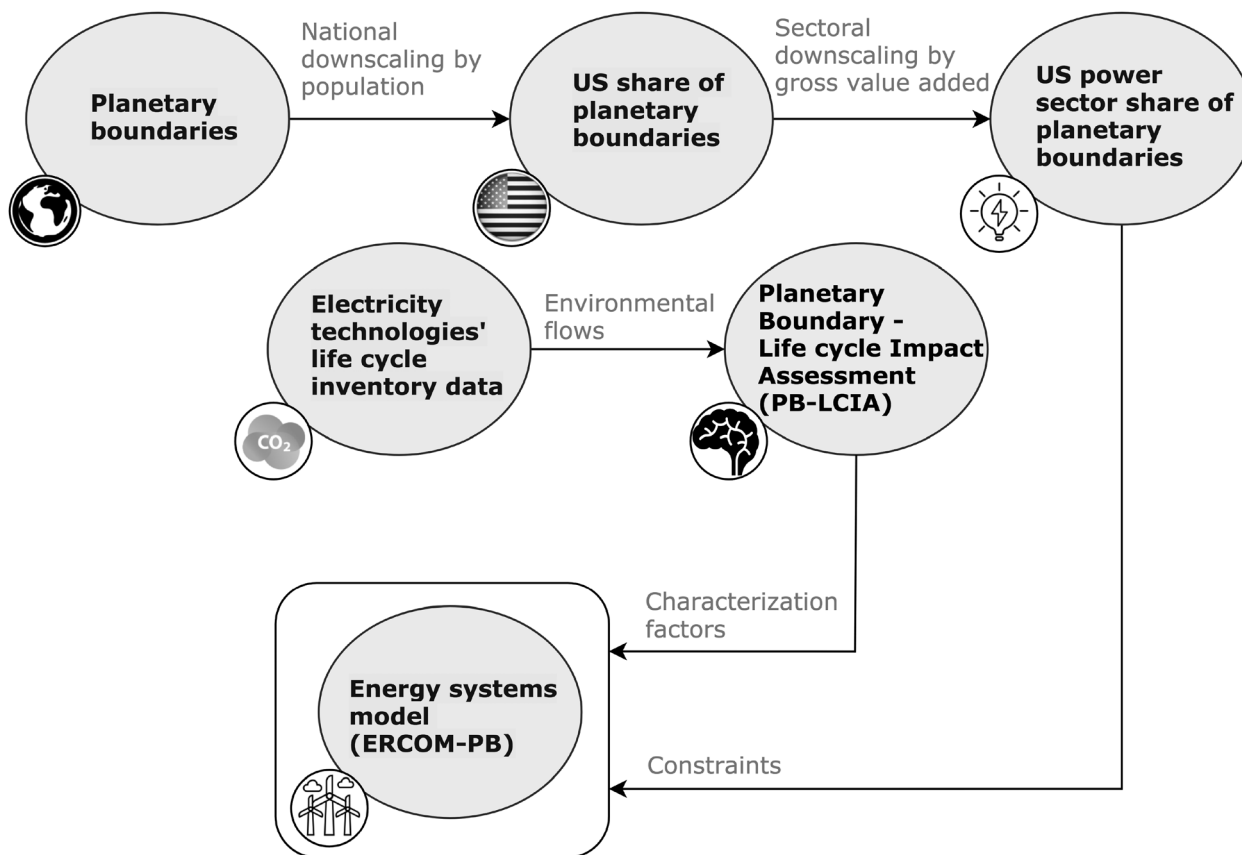 National
downscaling by
population
Sectoral
downscaling by
gross value added
Planetary
boundaries
US share of
planetary
boundaries
US power
sector share of
planetary
boundaries
Electricity
technologies'
life cycle
inventory data
CO₂
Environmental
flows
Planetary
Boundary -
Life cycle Impact
Assessment
(PB-LCIA)
Characterization
factors
Energy systems
model
(ERCOM-PB)
Constraints